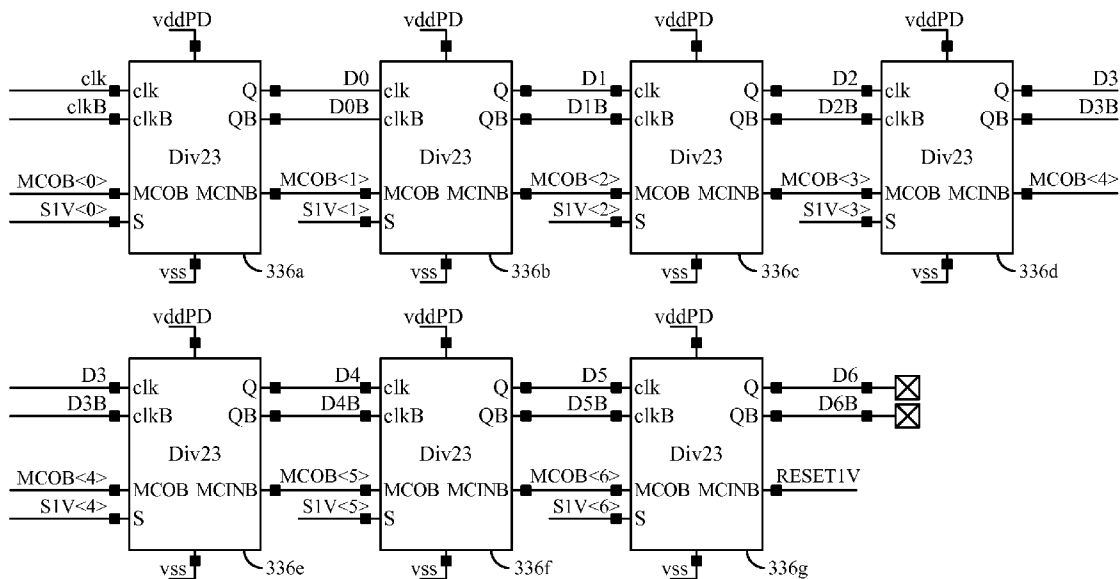 vddPD vddPD vddPD vddPD
clk clk Q D0 clk Q D1 clk Q D2 clk Q D3
clkB clkB QB D0B clkB QB D1B clkB QB D2B clkB QB D3B
Div23 Div23 Div23 Div23
MCOB<0> MCOB MCINB MCOB<1> MCOB MCINB MCOB<2> MCOB MCINB MCOB<3> MCOB MCINB MCOB<4>
S1V<0> S S1V<1> S S1V<2> S S1V<3> S
vss 336a vss 336b vss 336c vss 336d
vddPD vddPD vddPD
D3 clk Q D4 clk Q D5 clk Q D6
D3B clkB QB D4B clkB QB D5B clkB QB D6B
Div23 Div23 Div23
MCOB<4> MCOB MCINB MCOB<5> MCOB MCINB MCOB<6> MCOB MCINB RESET1V
S1V<4> S S1V<5> S S1V<6> S
vss 336e vss 336f vss 336g